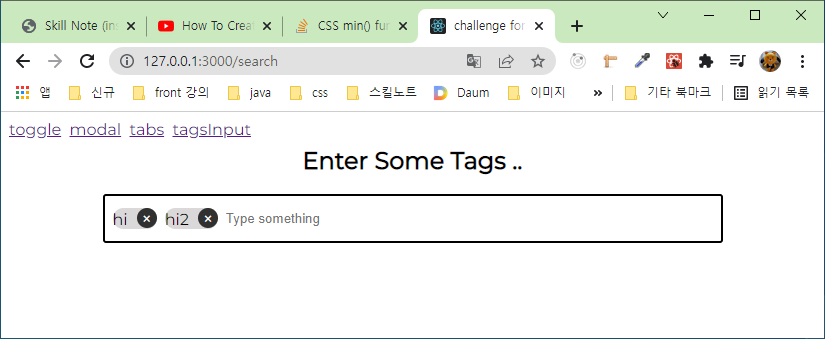 Skill Note (ins
How To Creat
CSS min() fun
challenge for
127.0.0.1:3000/search
앱 신규 front 강의 java css 스킬노트 Daum 이미지 » 기타 북마크 읽기 목록
toggle modal tabs tagsInput
Enter Some Tags ..
hi hi2 Type something